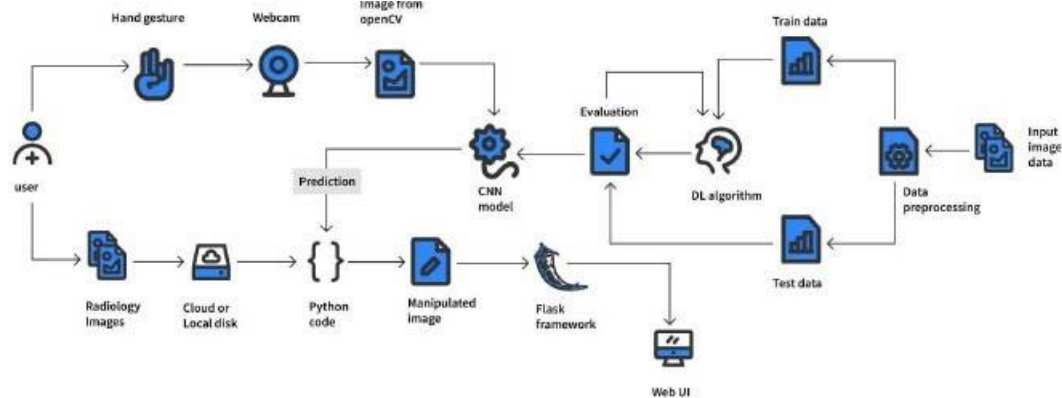 Hand gesture
Webcam
Image from
openCV
Train data
Evaluation
Input
image
data
user
Prediction
CNN
model
DL algorithm
Data
preprocessing
Radiology
Images
Cloud or
Local disk
Python
code
Manipulated
image
Flask
framework
Test data
Web UI